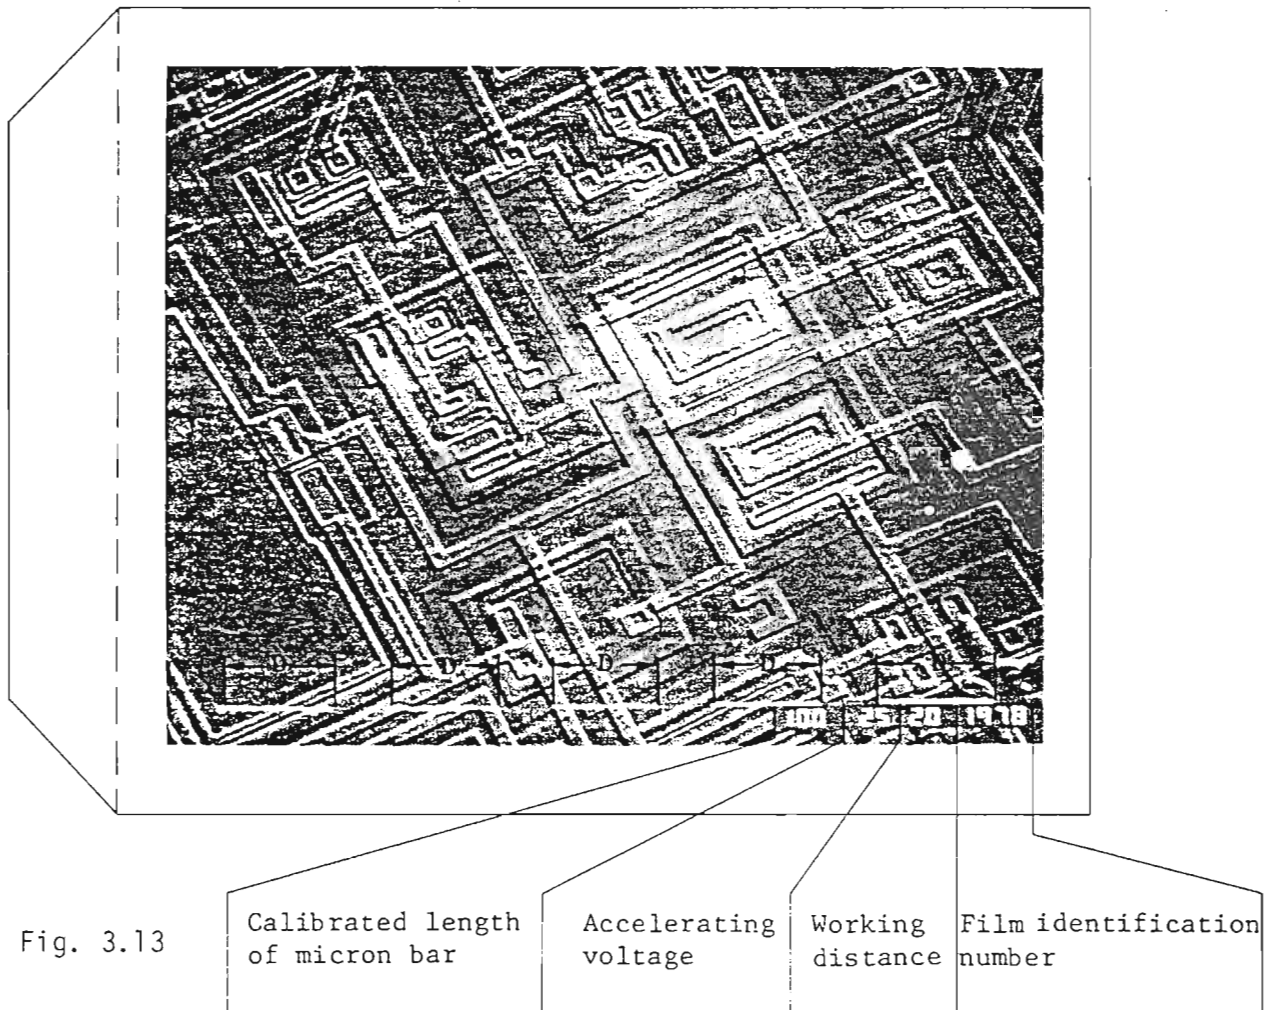 D D D D D
100 25 20 1978
Fig. 3.13
Calibrated length
of micron bar
Accelerating
voltage
Working
distance
Film identification
number